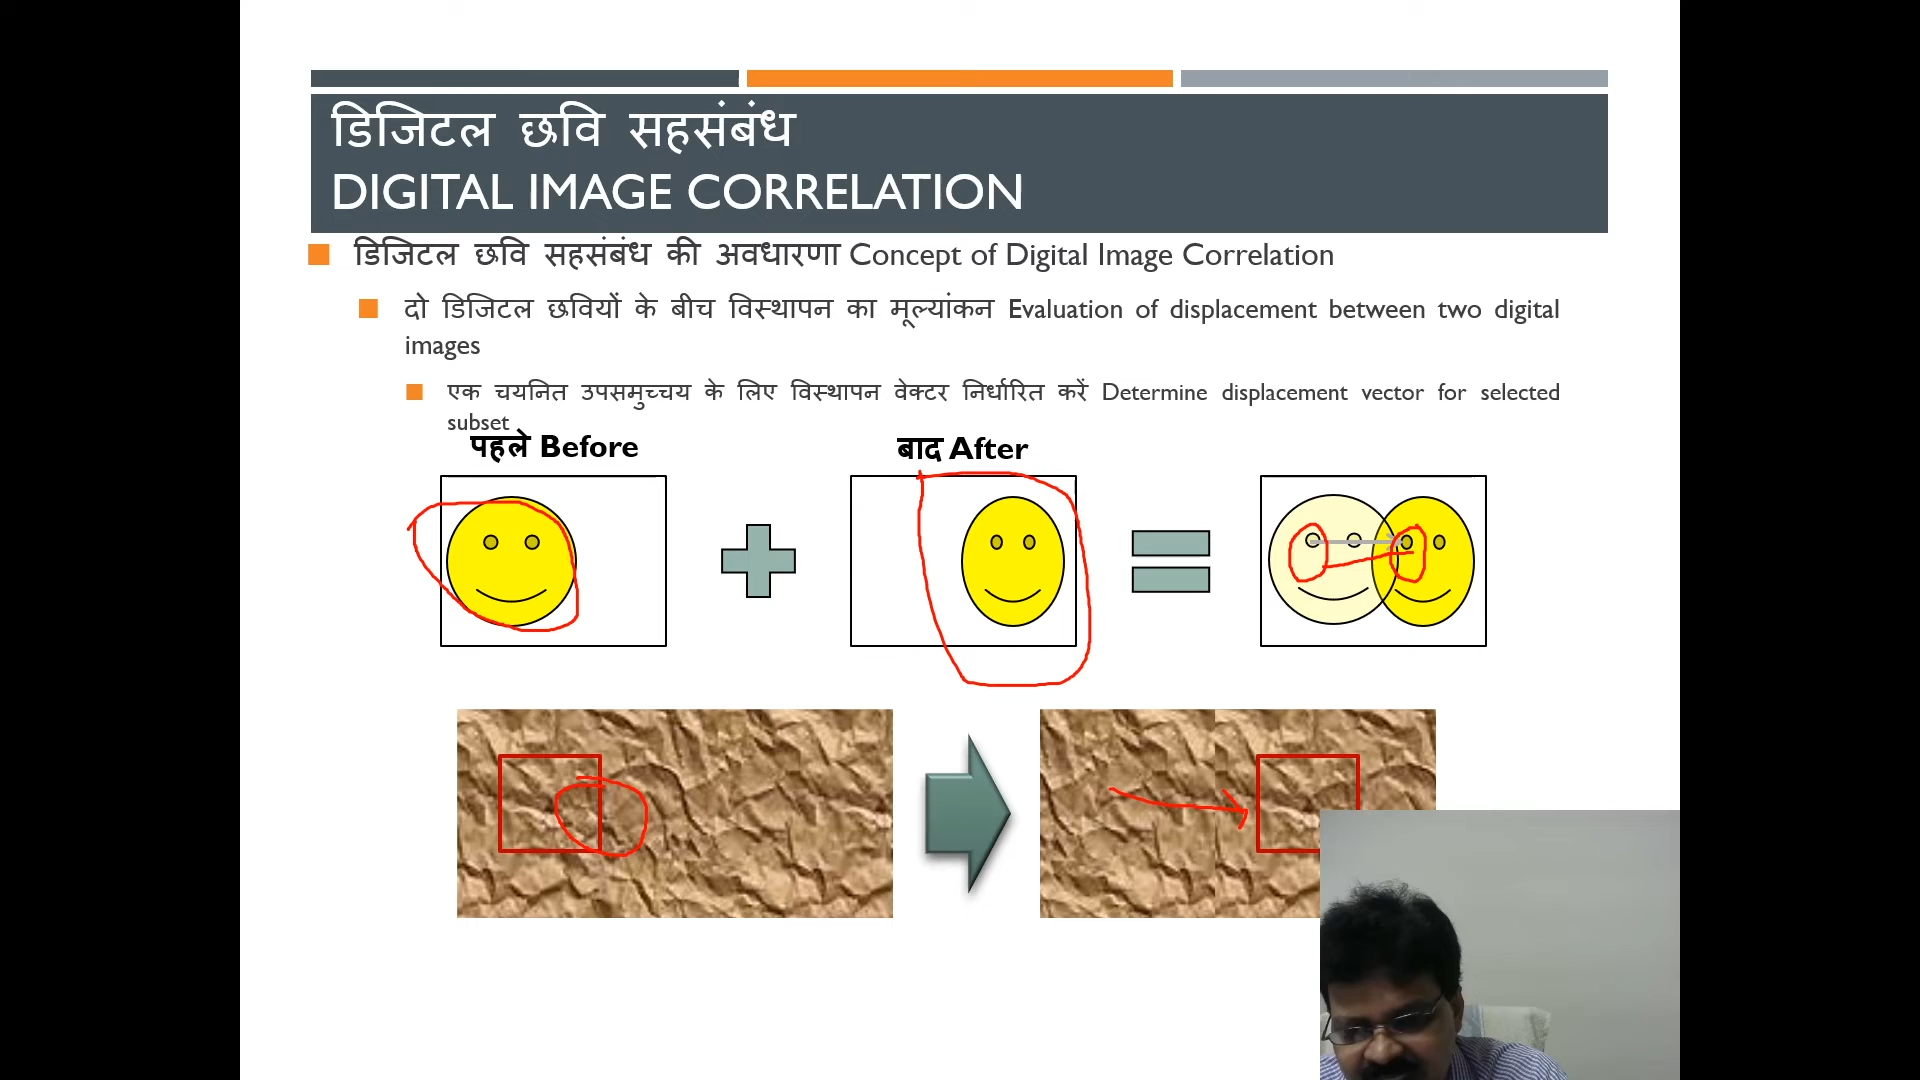 डिजिटल छवि सहसंबंध
DIGITAL IMAGE CORRELATION
डिजिटल छवि सहसंबंध की अवधारणा Concept of Digital Image Correlation
दो डिजिटल छवियों के बीच विस्थापन का मूल्यांकन Evaluation of displacement between two digital
images
एक चयनित उपसमुच्चय के लिए विस्थापन वेक्टर निर्धारित करें Determine displacement vector for selected
subset
पहले Before
बाद After